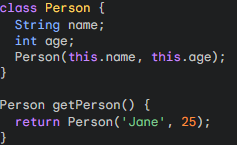 class Person {
  String name;
  int age;
  Person(this.name, this.age);
}

Person getPerson() {
  return Person('Jane', 25);
}